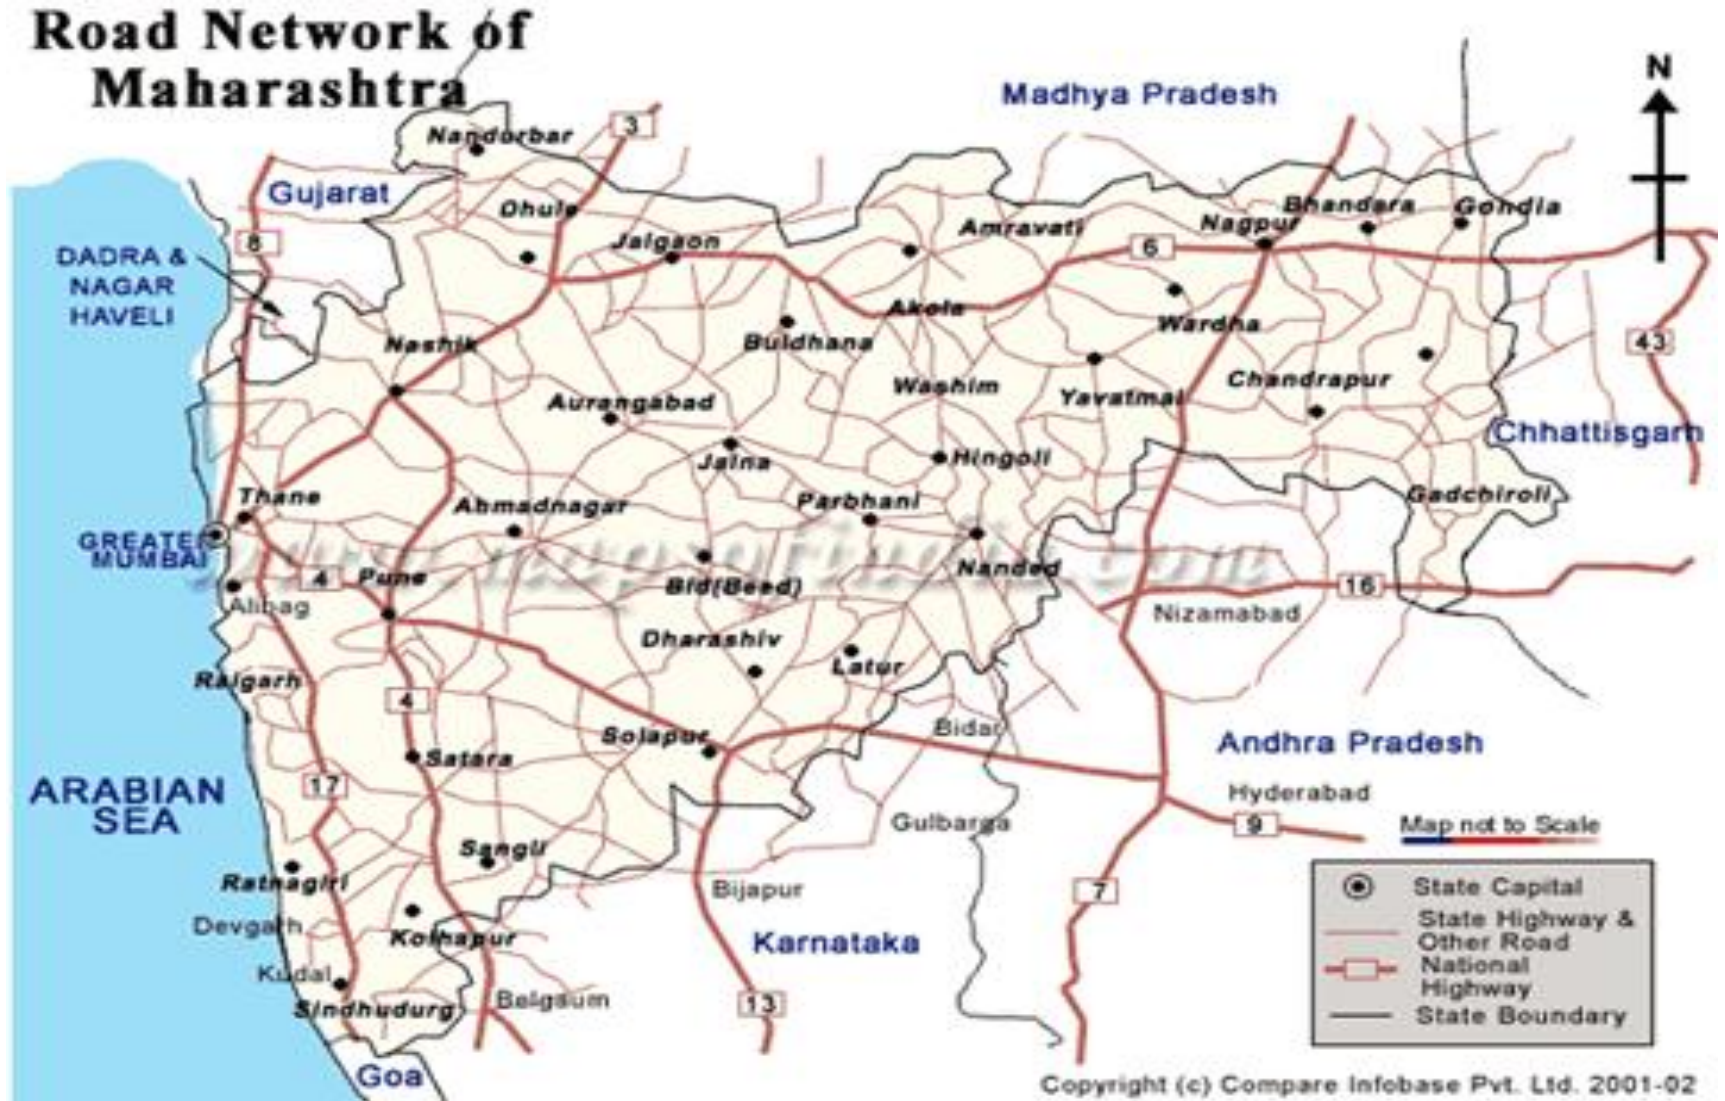 Road Network of
Maharashtra
N
Madhya Pradesh
3
Nandurbar
Gujarat
Dhule
Bhandara
Gondia
Nagpur
Amravati
8
Jalgaon
6
DADRA &
NAGAR
HAVELI
Akola
Wardha
Nashik
Buldhana
43
Washim
Chandrapur
Yavatmal
Aurangabad
Chhattisgarh
Jalna
Hingoli
Thane
Ahmadnagar
Parbhani
Gadchiroli
GREATER
MUMBAI
www.mapsofindia.com
4
Pune
Bid(Beed)
Nanded
16
Alibag
Nizamabad
Dharashiv
Latur
Raigarh
4
Solapur
Bidar
Andhra Pradesh
Satara
17
ARABIAN
SEA
Hyderabad
9
Gulbarga
Map not to Scale
Sangli
Ratnagiri
Bijapur
7
State Capital
State Highway &
Other Road
National
Highway
State Boundary
Devgarh
Kolhapur
Karnataka
Kudal
Belgaum
13
Sindhudurg
Goa
Copyright (c) Compare Infobase Pvt. Ltd. 2001-02